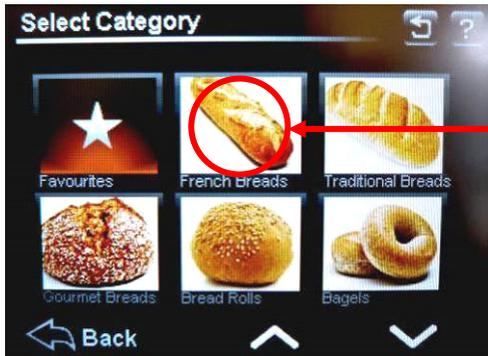 Select Category
?
Favourites French Breads Traditional Breads
Gourmet Breads Bread Rolls Bagels
Back